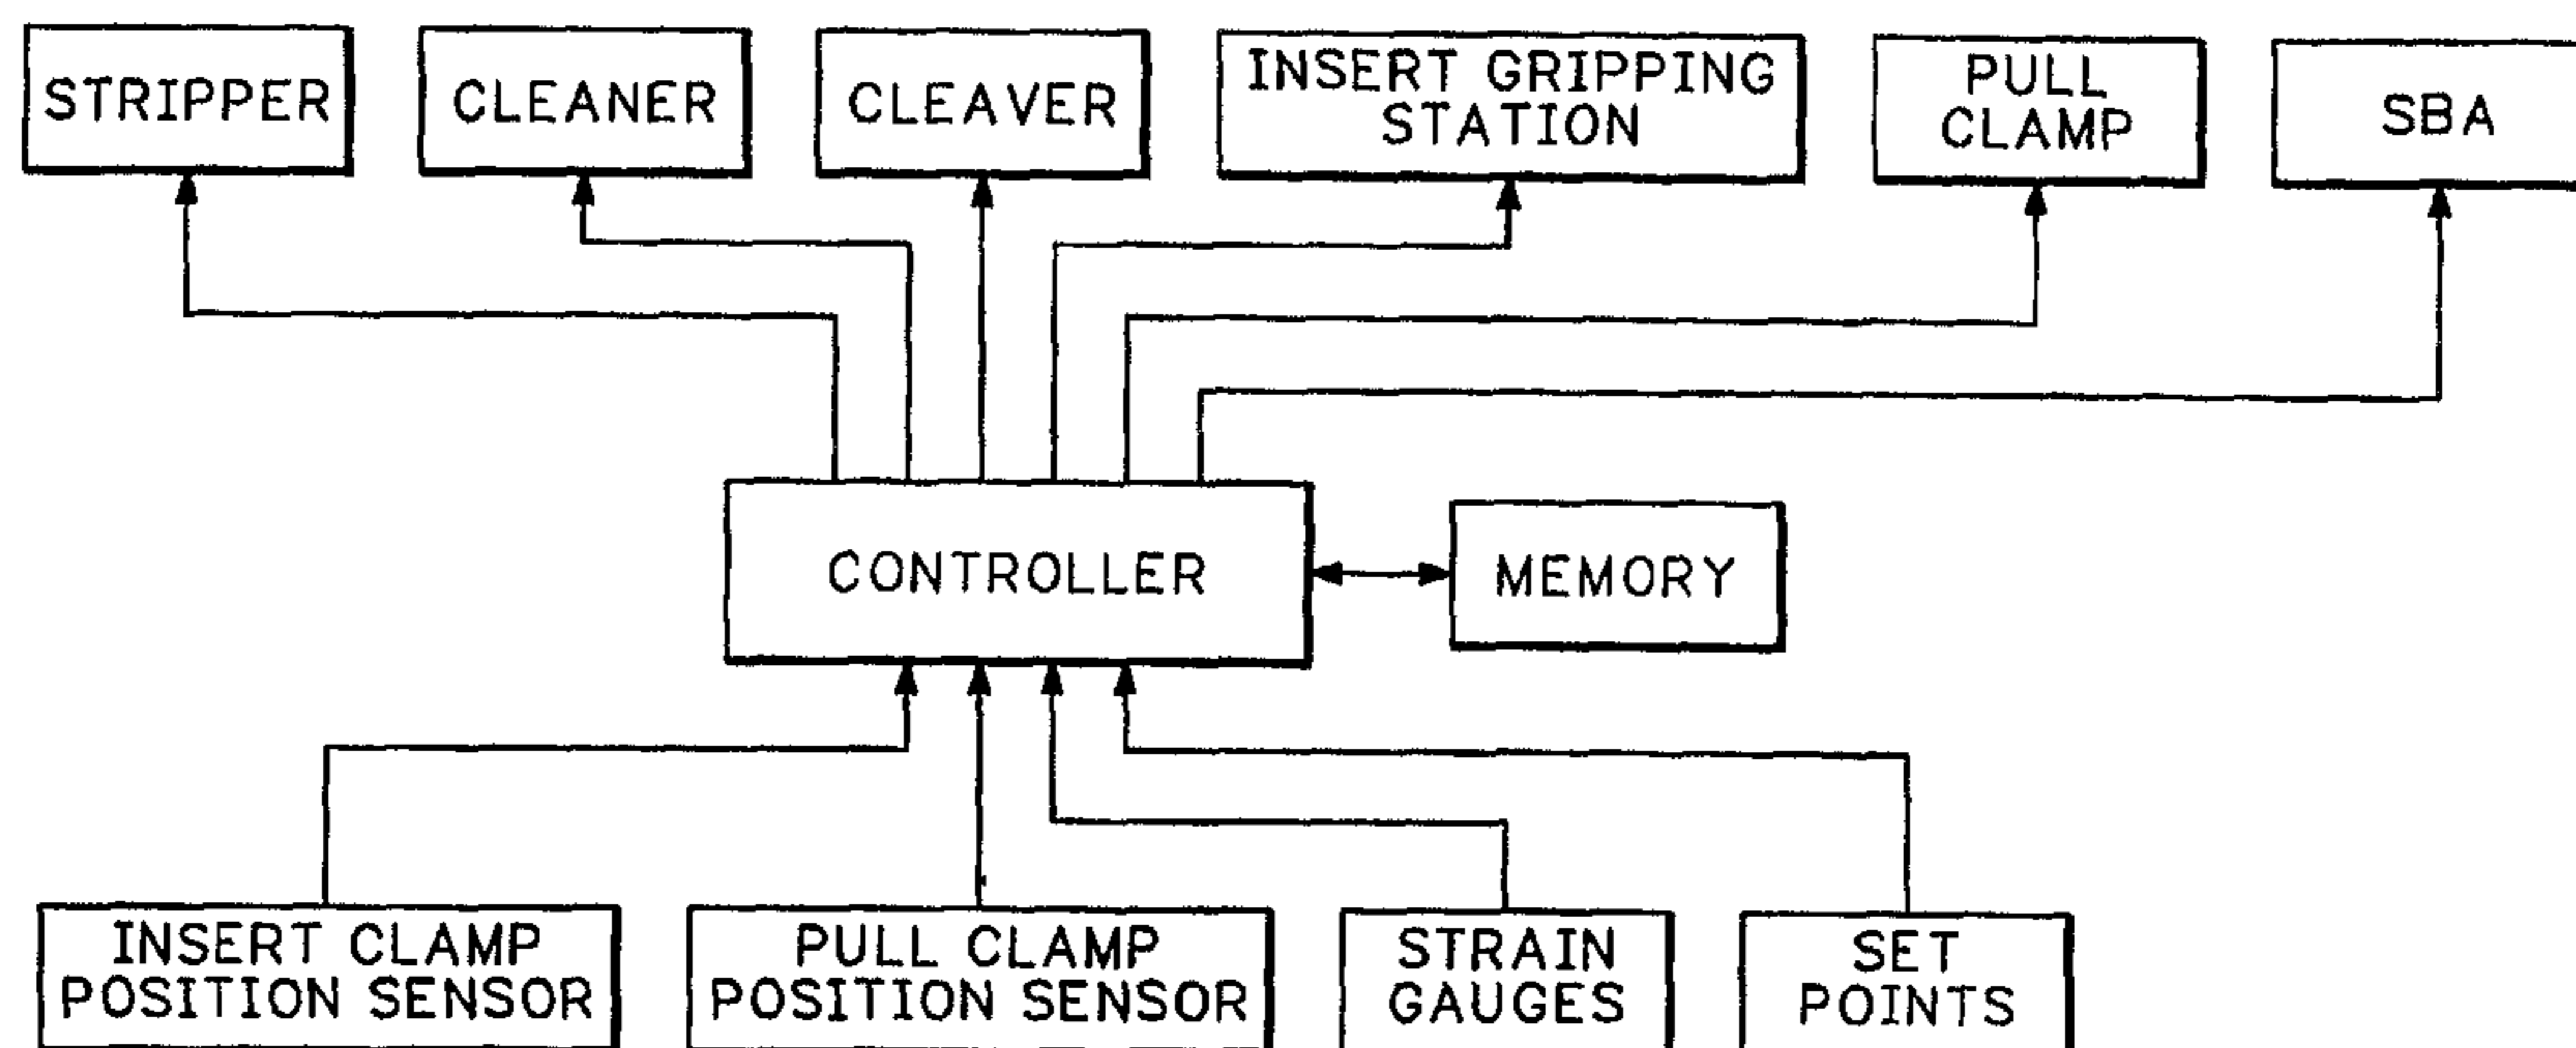 STRIPPER
CLEANER
CLEAVER
INSERT GRIPPING
STATION
PULL
CLAMP
SBA
CONTROLLER
MEMORY
INSERT CLAMP
POSITION SENSOR
PULL CLAMP
POSITION SENSOR
STRAIN
GAUGES
SET
POINTS